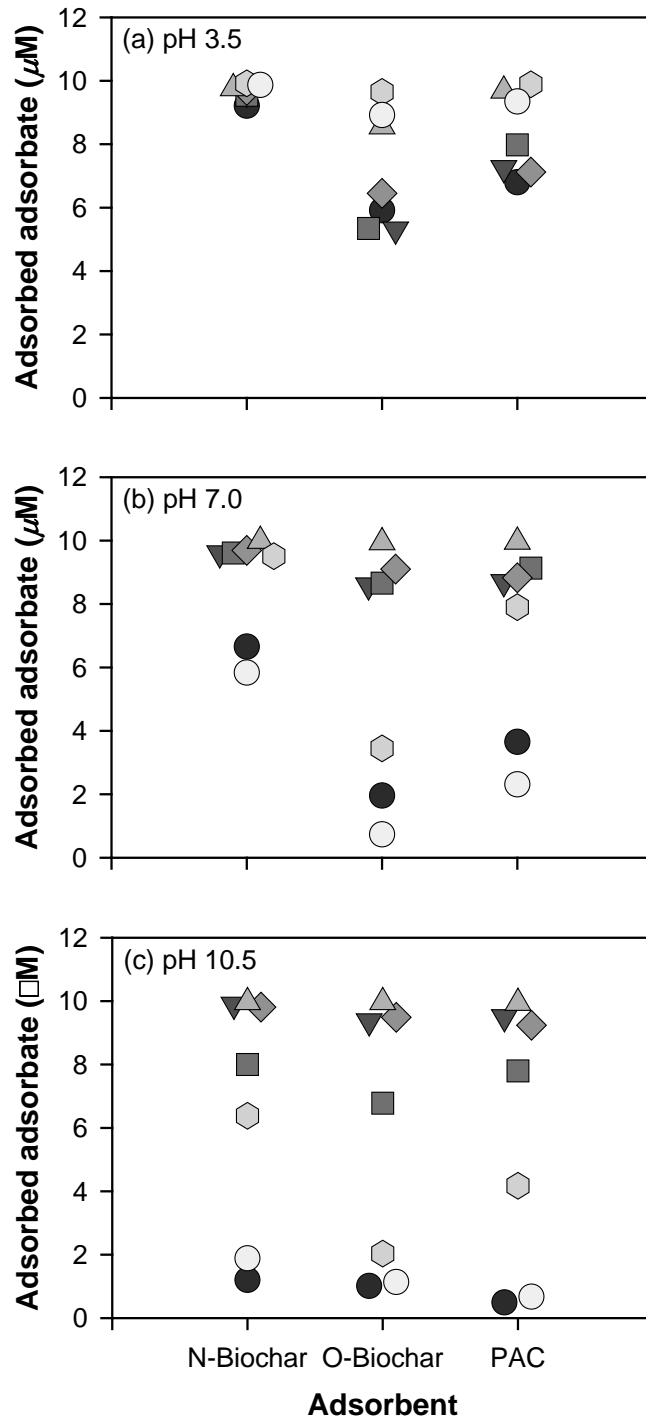 (a) pH 3.5
Adsorbed adsorbate (μM)
12
10
8
6
4
2
0
(b) pH 7.0
Adsorbed adsorbate (μM)
12
10
8
6
4
2
0
(c) pH 10.5
Adsorbed adsorbate (□M)
12
10
8
6
4
2
0
N-Biochar O-Biochar PAC
Adsorbent